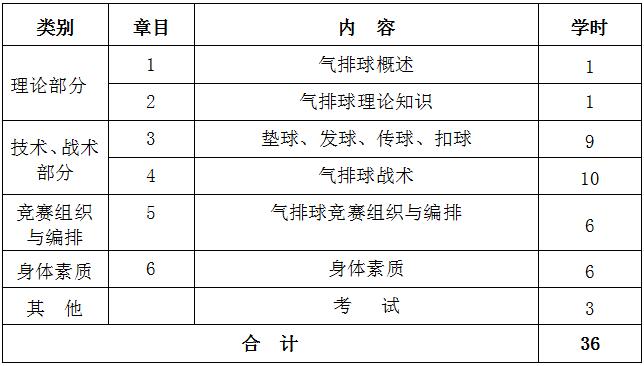 类别 章目 内 容 学时
理论部分 1 气排球概述 1
2 气排球理论知识 1
技术、战术
部分 3 垫球、发球、传球、扣球 9
4 气排球战术 10
竞赛组织
与编排 5 气排球竞赛组织与编排 6
身体素质 6 身体素质 6
其 他 考 试 3
合 计 36